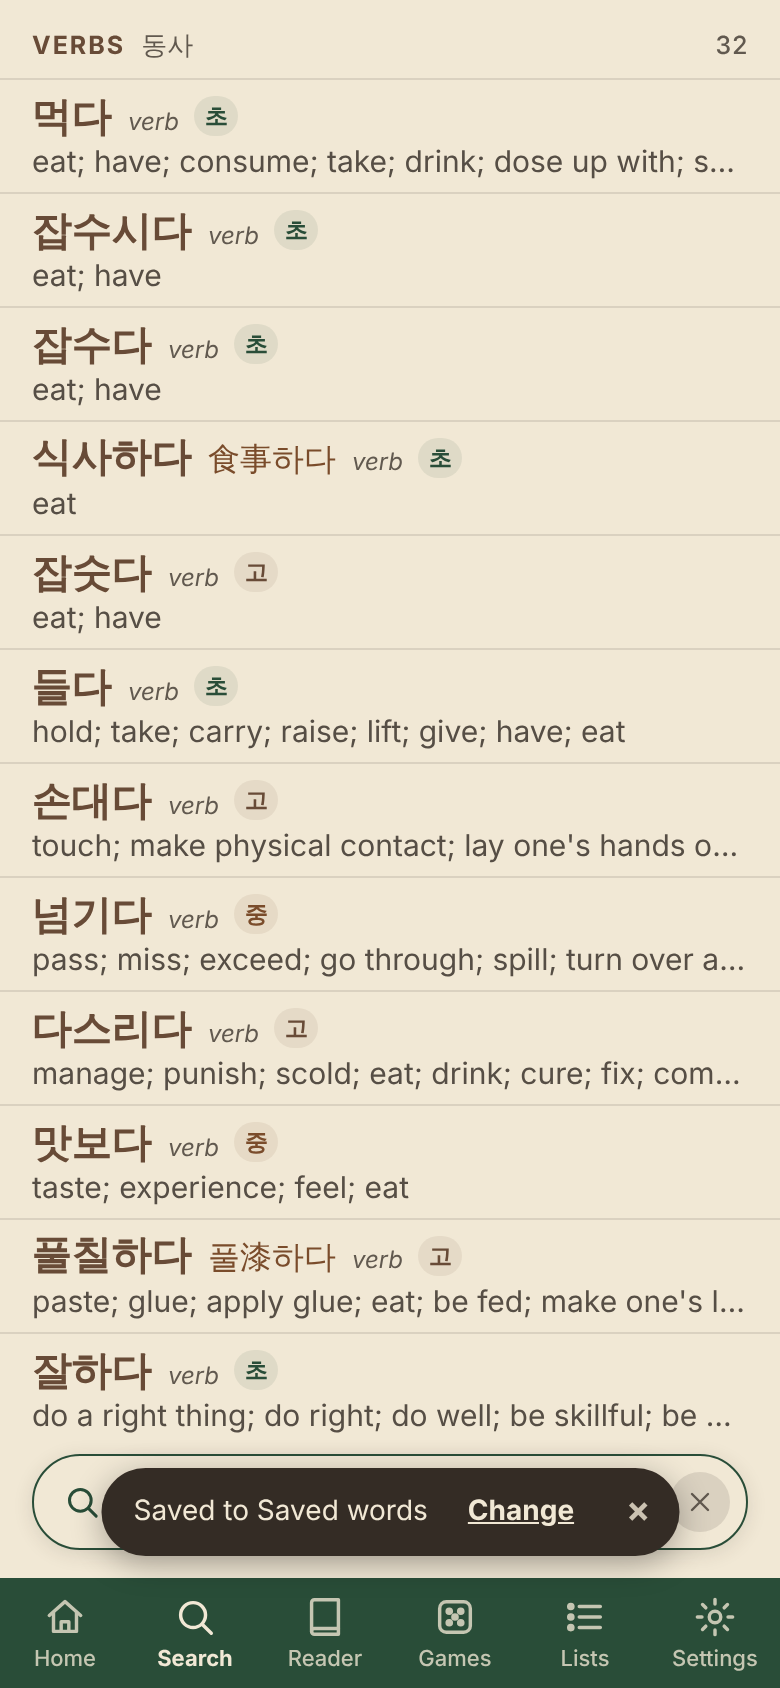 VERBS 동사 32
먹다 verb 초
eat; have; consume; take; drink; dose up with; s...
잡수시다 verb 초
eat; have
잡수다 verb 초
eat; have
식사하다 食事하다 verb 초
eat
잡숫다 verb 고
eat; have
들다 verb 초
hold; take; carry; raise; lift; give; have; eat
손대다 verb 고
touch; make physical contact; lay one's hands o...
넘기다 verb 중
pass; miss; exceed; go through; spill; turn over a...
다스리다 verb 고
manage; punish; scold; eat; drink; cure; fix; com...
맛보다 verb 중
taste; experience; feel; eat
풀칠하다 풀漆하다 verb 고
paste; glue; apply glue; eat; be fed; make one's l...
잘하다 verb 초
do a right thing; do right; do well; be skillful; be ...
Saved to Saved words Change ×
Home Search Reader Games Lists Settings